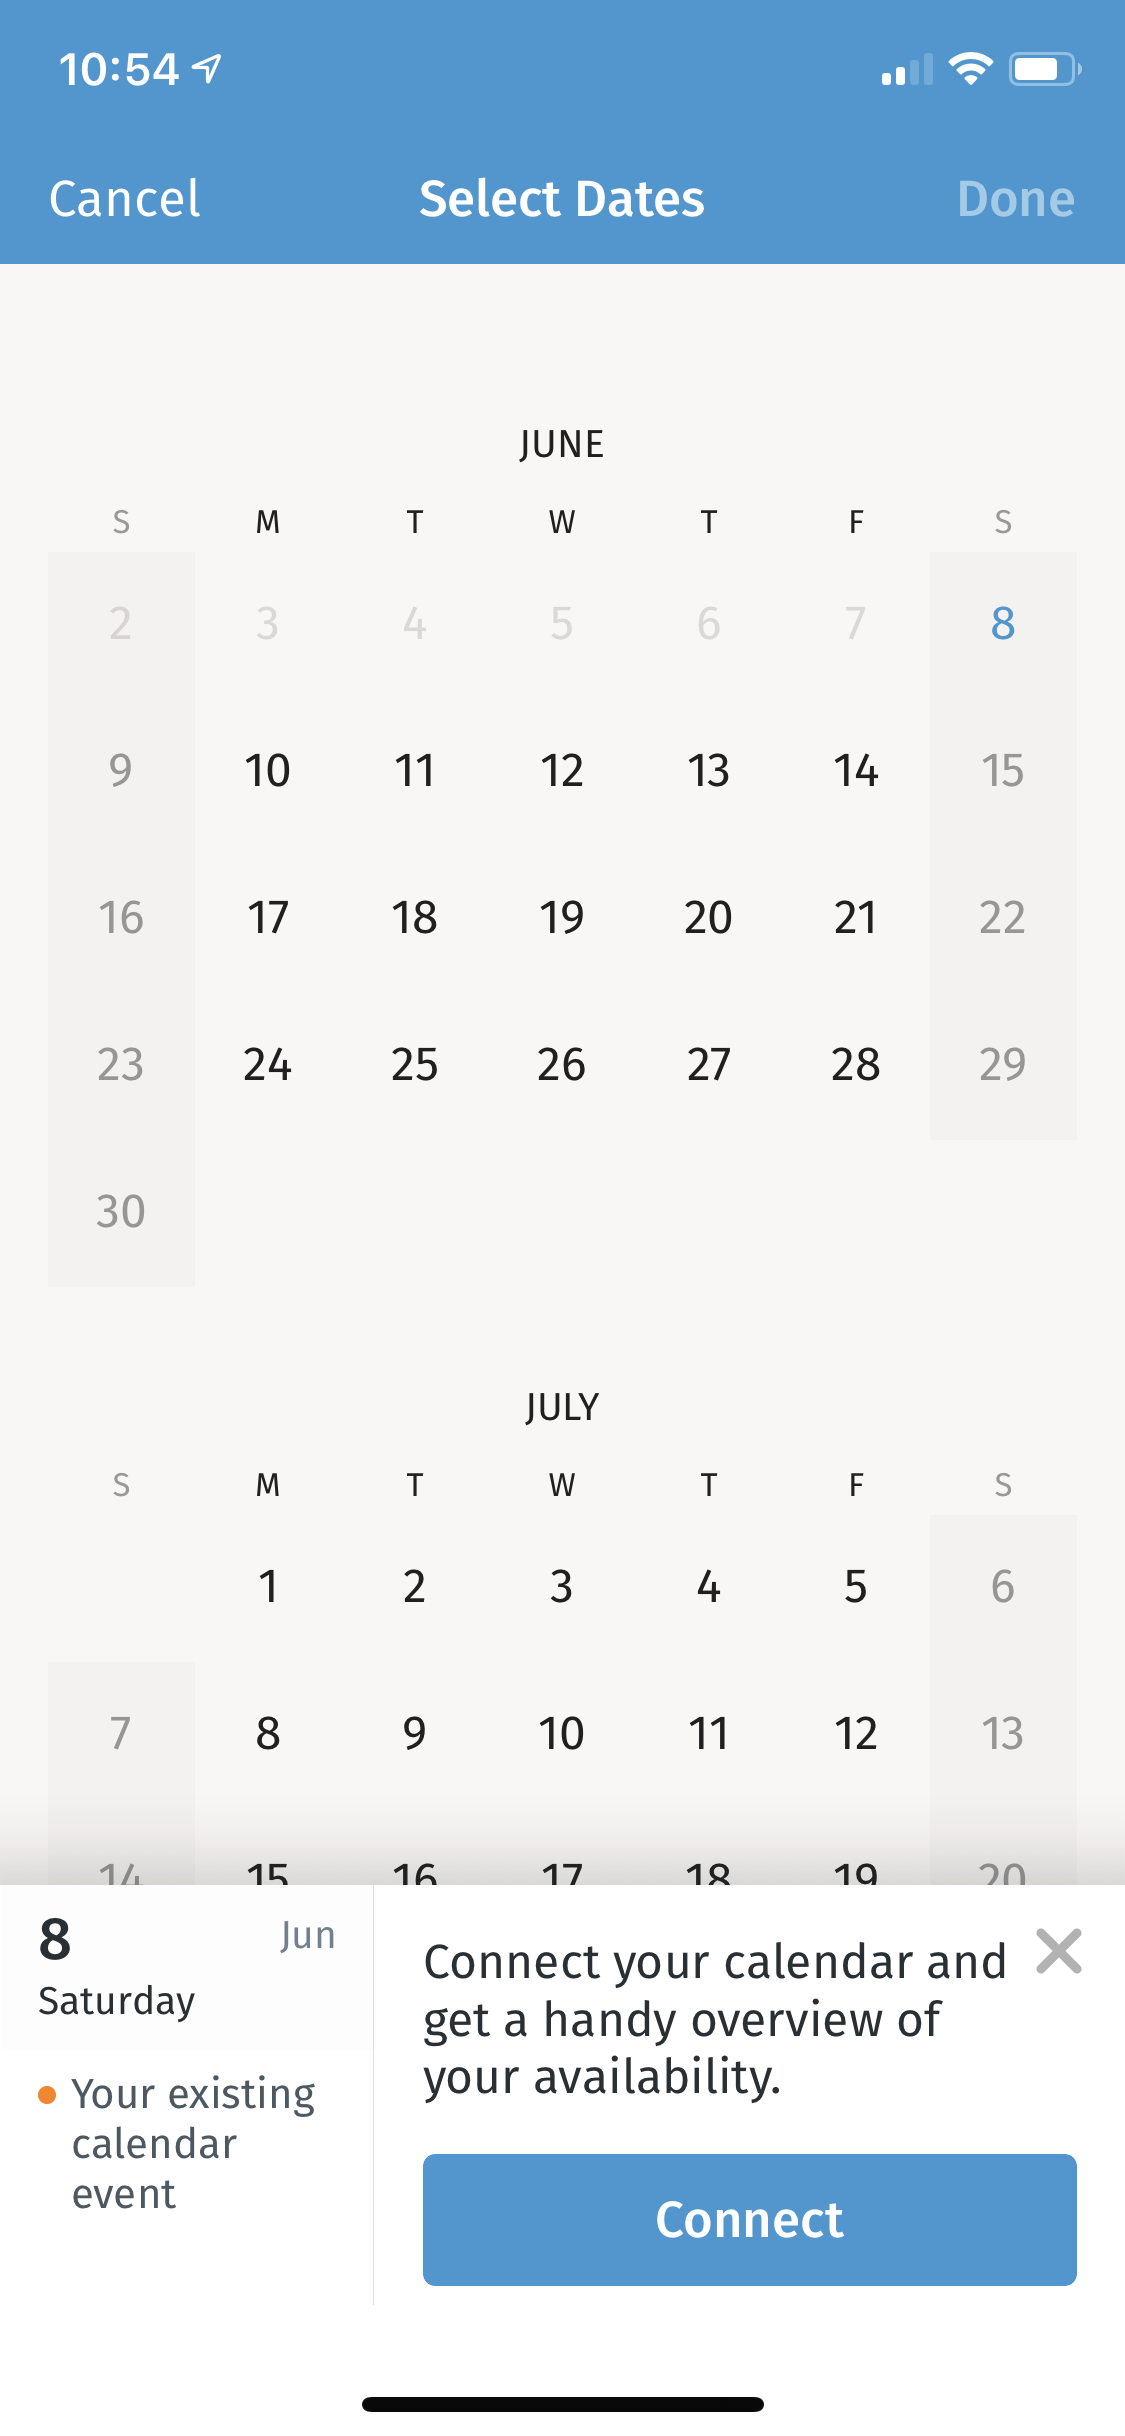 10:54
Cancel Select Dates Done
JUNE
S M T W T F S
2 3 4 5 6 7 8
9 10 11 12 13 14 15
16 17 18 19 20 21 22
23 24 25 26 27 28 29
30
JULY
S M T W T F S
1 2 3 4 5 6
7 8 9 10 11 12 13
14 15 16 17 18 19 20
8 Jun
Saturday
Your existing
calendar
event
Connect your calendar and
get a handy overview of
your availability.
Connect